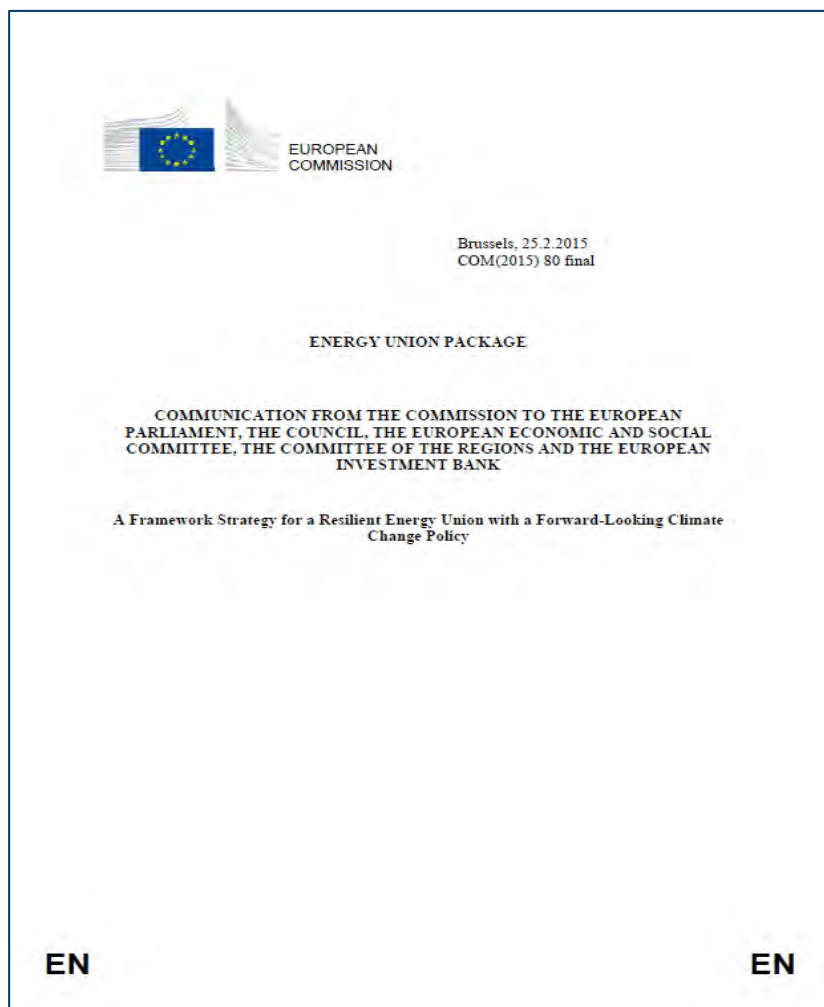 EUROPEAN
COMMISSION
Brussels, 25.2.2015
COM(2015) 80 final
ENERGY UNION PACKAGE
COMMUNICATION FROM THE COMMISSION TO THE EUROPEAN
PARLIAMENT, THE COUNCIL, THE EUROPEAN ECONOMIC AND SOCIAL
COMMITTEE, THE COMMITTEE OF THE REGIONS AND THE EUROPEAN
INVESTMENT BANK
A Framework Strategy for a Resilient Energy Union with a Forward-Looking Climate
Change Policy
EN
EN